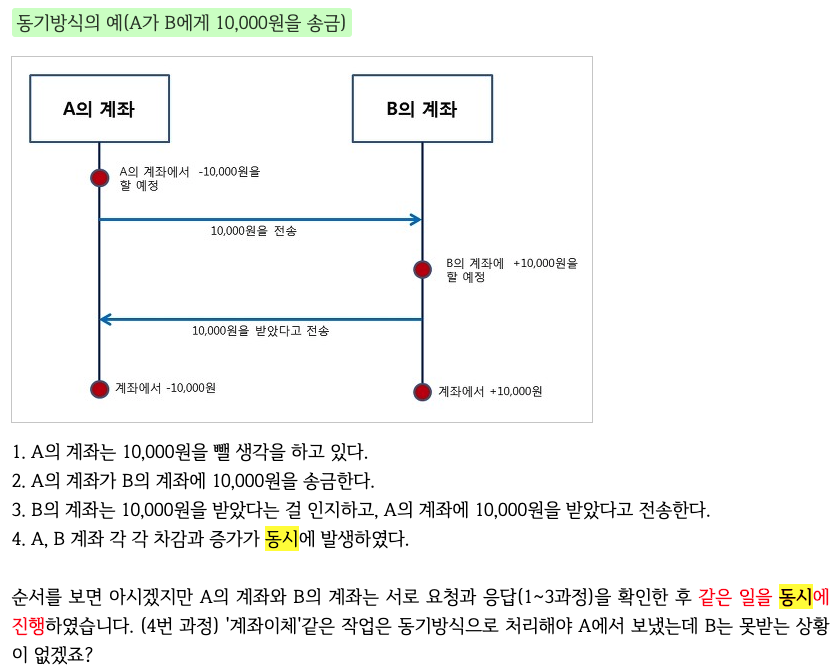 동기방식의 예(A가 B에게 10,000원을 송금)
A의 계좌
B의 계좌
A의 계좌에서 -10,000원을
할 예정
10,000원을 전송
B의 계좌에 +10,000원을
할 예정
10,000원을 받았다고 전송
계좌에서 -10,000원
계좌에서 +10,000원
1. A의 계좌는 10,000원을 뺄 생각을 하고 있다.
2. A의 계좌가 B의 계좌에 10,000원을 송금한다.
3. B의 계좌는 10,000원을 받았다는 걸 인지하고, A의 계좌에 10,000원을 받았다고 전송한다.
4. A, B 계좌 각 각 차감과 증가가 동시에 발생하였다.
순서를 보면 아시겠지만 A의 계좌와 B의 계좌는 서로 요청과 응답(1~3과정)을 확인한 후 같은 일을 동시에
진행하였습니다. (4번 과정) '계좌이체'같은 작업은 동기방식으로 처리해야 A에서 보냈는데 B는 못받는 상황
이 없겠죠?